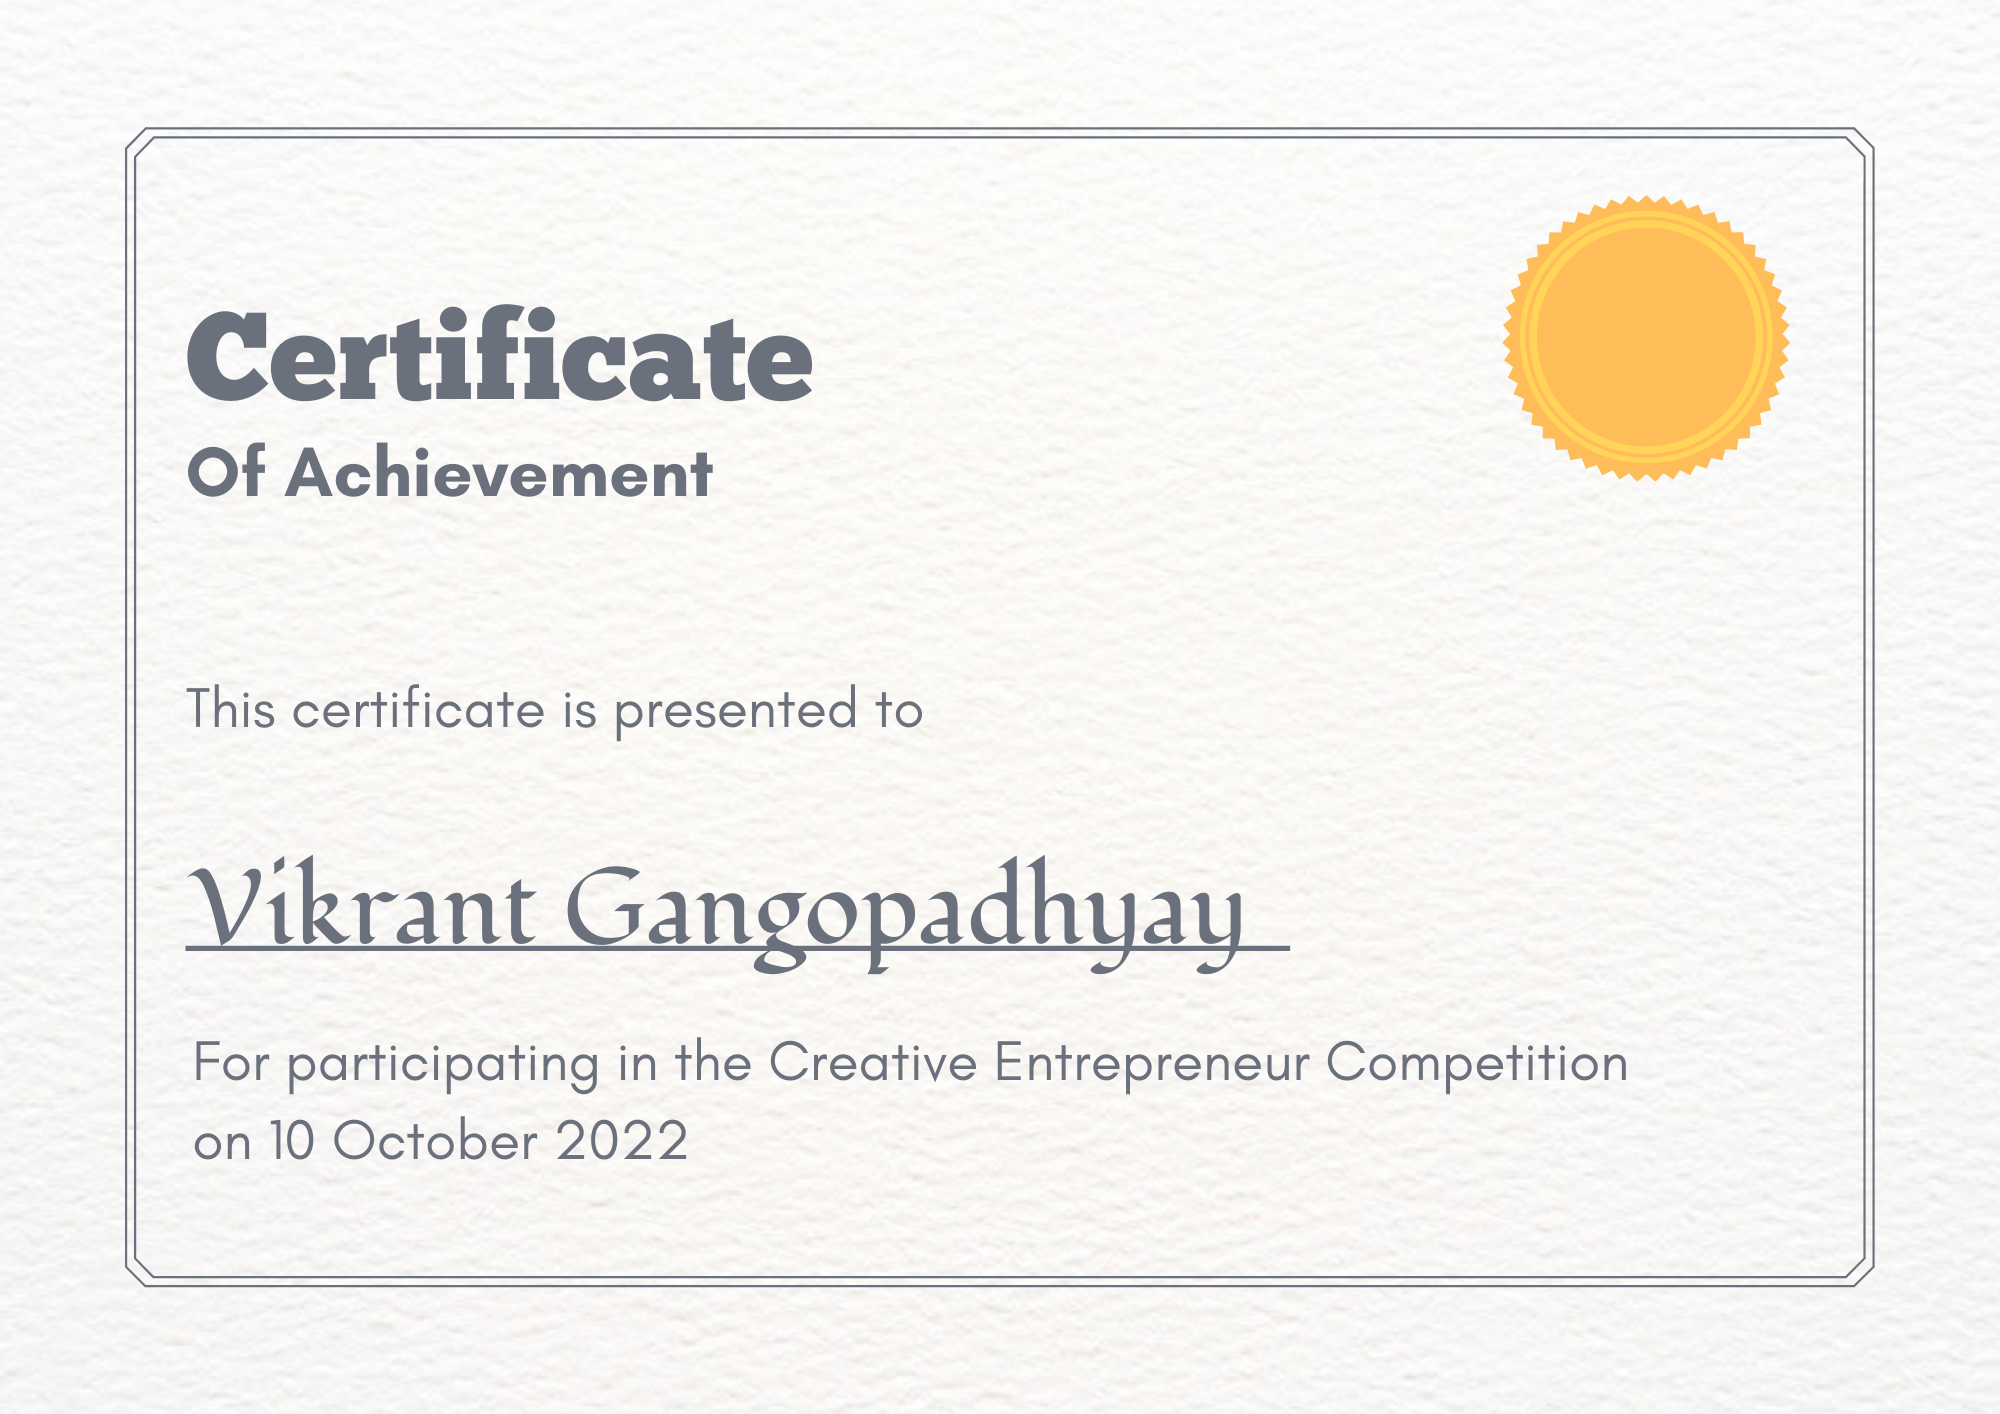 Certificate
Of Achievement
This certificate is presented to
Vikrant Gangopadhyay
For participating in the Creative Entrepreneur Competition
on 10 October 2022